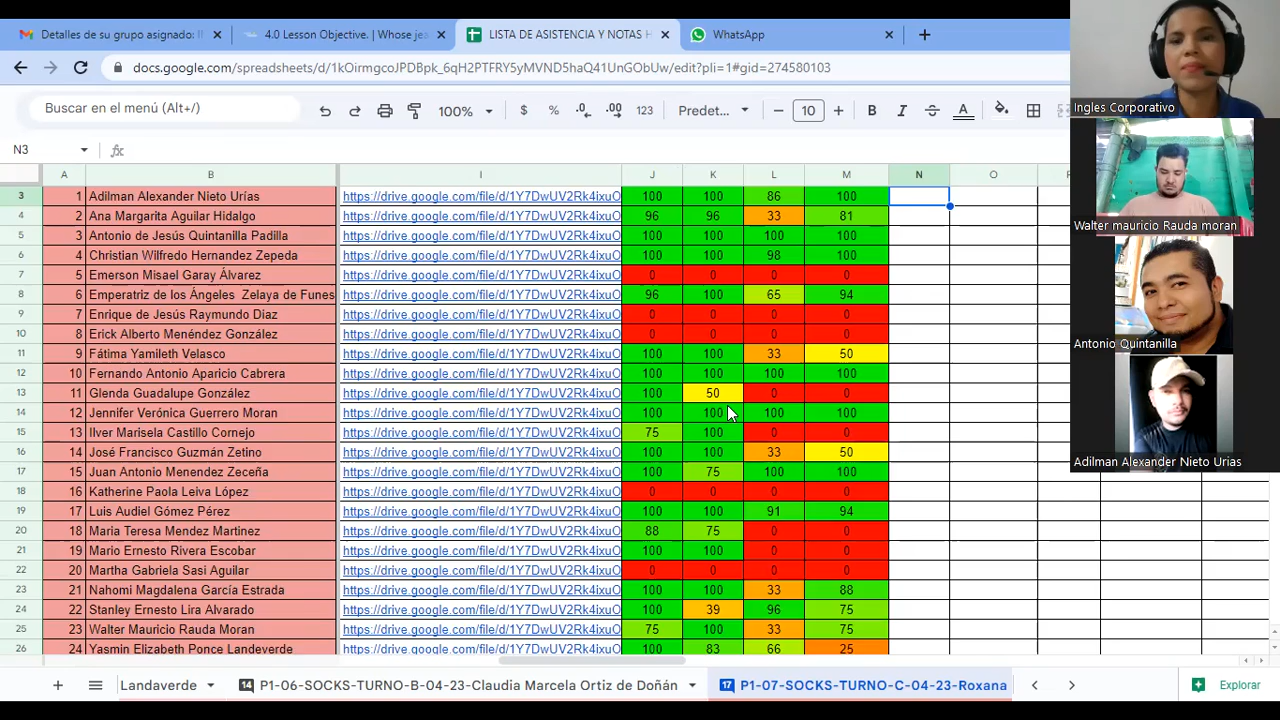 Detalles de su grupo asignado: I
4.0 Lesson Objective. | Whose jea
LISTA DE ASISTENCIA Y NOTAS H
WhatsApp
docs.google.com/spreadsheets/d/1kOirmgcoJPDBpk_6qH2PTFRY5yMVND5haQ41UnGObUw/edit?pli=1#gid=274580103
Buscar en el menú (Alt+/)
100%
$ % .0 .00 123
Predet...
10
B I A
N3
fx
A B I J K L M N O
3 1 Adilman Alexander Nieto Urías https://drive.google.com/file/d/1Y7DwUV2Rk4ixuO 100 100 86 100
4 2 Ana Margarita Aguilar Hidalgo https://drive.google.com/file/d/1Y7DwUV2Rk4ixuO 96 96 33 81
5 3 Antonio de Jesús Quintanilla Padilla https://drive.google.com/file/d/1Y7DwUV2Rk4ixuO 100 100 100 100
6 4 Christian Wilfredo Hernandez Zepeda https://drive.google.com/file/d/1Y7DwUV2Rk4ixuO 100 100 98 100
7 5 Emerson Misael Garay Álvarez https://drive.google.com/file/d/1Y7DwUV2Rk4ixuO 0 0 0 0
8 6 Emperatriz de los Ángeles Zelaya de Funes https://drive.google.com/file/d/1Y7DwUV2Rk4ixuO 96 100 65 94
9 7 Enrique de Jesús Raymundo Diaz https://drive.google.com/file/d/1Y7DwUV2Rk4ixuO 0 0 0 0
10 8 Erick Alberto Menéndez González https://drive.google.com/file/d/1Y7DwUV2Rk4ixuO 0 0 0 0
11 9 Fátima Yamileth Velasco https://drive.google.com/file/d/1Y7DwUV2Rk4ixuO 100 100 33 50
12 10 Fernando Antonio Aparicio Cabrera https://drive.google.com/file/d/1Y7DwUV2Rk4ixuO 100 100 100 100
13 11 Glenda Guadalupe González https://drive.google.com/file/d/1Y7DwUV2Rk4ixuO 100 50 0 0
14 12 Jennifer Verónica Guerrero Moran https://drive.google.com/file/d/1Y7DwUV2Rk4ixuO 100 100 100 100
15 13 Ilver Marisela Castillo Cornejo https://drive.google.com/file/d/1Y7DwUV2Rk4ixuO 75 100 0 0
16 14 José Francisco Guzmán Zetino https://drive.google.com/file/d/1Y7DwUV2Rk4ixuO 100 100 33 50
17 15 Juan Antonio Menendez Zeceña https://drive.google.com/file/d/1Y7DwUV2Rk4ixuO 100 75 100 100
18 16 Katherine Paola Leiva López https://drive.google.com/file/d/1Y7DwUV2Rk4ixuO 0 0 0 0
19 17 Luis Audiel Gómez Pérez https://drive.google.com/file/d/1Y7DwUV2Rk4ixuO 100 100 91 94
20 18 Maria Teresa Mendez Martinez https://drive.google.com/file/d/1Y7DwUV2Rk4ixuO 88 75 0 0
21 19 Mario Ernesto Rivera Escobar https://drive.google.com/file/d/1Y7DwUV2Rk4ixuO 100 100 0 0
22 20 Martha Gabriela Sasi Aguilar https://drive.google.com/file/d/1Y7DwUV2Rk4ixuO 0 0 0 0
23 21 Nahomi Magdalena García Estrada https://drive.google.com/file/d/1Y7DwUV2Rk4ixuO 100 100 33 88
24 22 Stanley Ernesto Lira Alvarado https://drive.google.com/file/d/1Y7DwUV2Rk4ixuO 100 39 96 75
25 23 Walter Mauricio Rauda Moran https://drive.google.com/file/d/1Y7DwUV2Rk4ixuO 75 100 33 75
26 24 Yasmin Elizabeth Ponce Landeverde https://drive.google.com/file/d/1Y7DwUV2Rk4ixuO 100 83 66 25
Landaverde
14 P1-06-SOCKS-TURNO-B-04-23-Claudia Marcela Ortiz de Doñán
17 P1-07-SOCKS-TURNO-C-04-23-Roxana
Explorar
Ingles Corporativo
Walter mauricio Rauda moran
Antonio Quintanilla
Adilman Alexander Nieto Urias